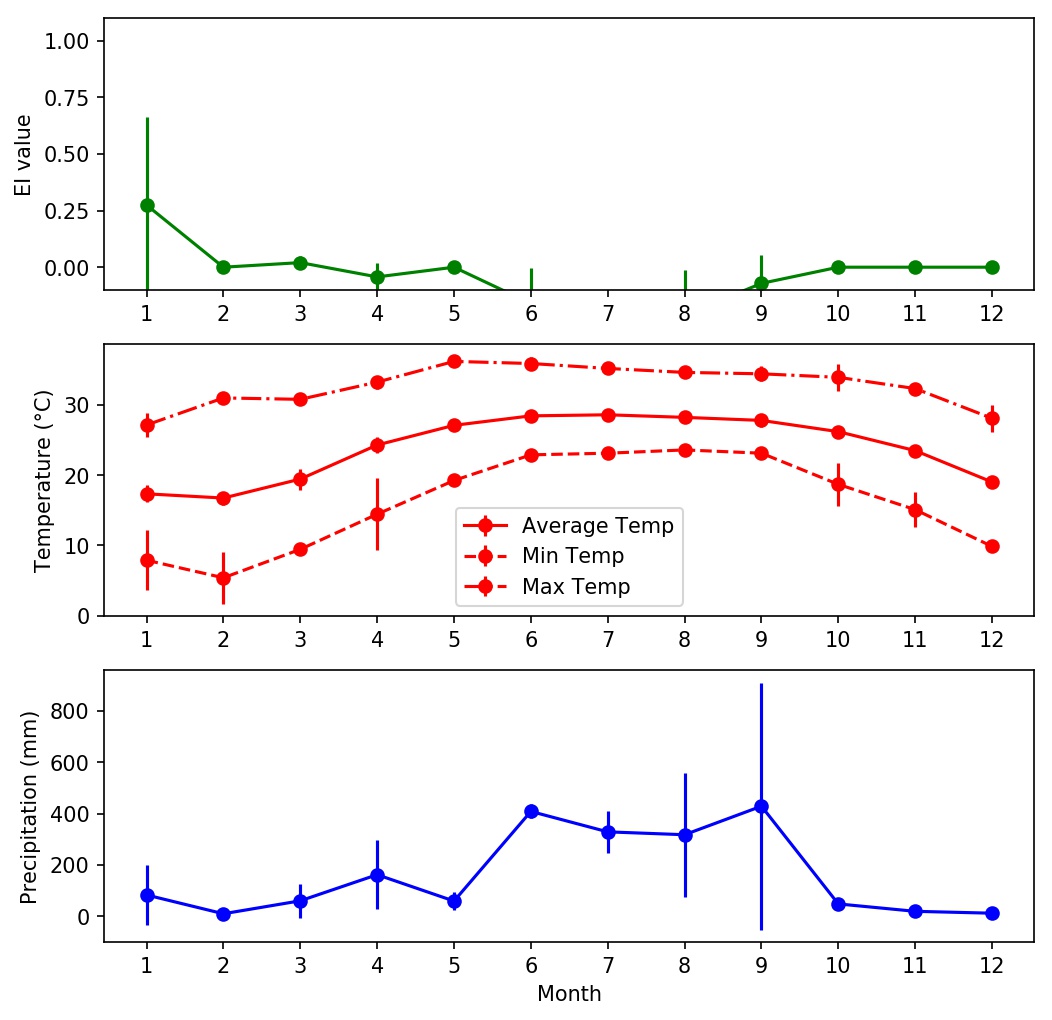 1.00
0.75
0.50
0.25
0.00
EI value
1 2 3 4 5 6 7 8 9 10 11 12
30
20
10
0
Temperature (°C)
Average Temp
Min Temp
Max Temp
1 2 3 4 5 6 7 8 9 10 11 12
800
600
400
200
0
Precipitation (mm)
1 2 3 4 5 6 7 8 9 10 11 12
Month